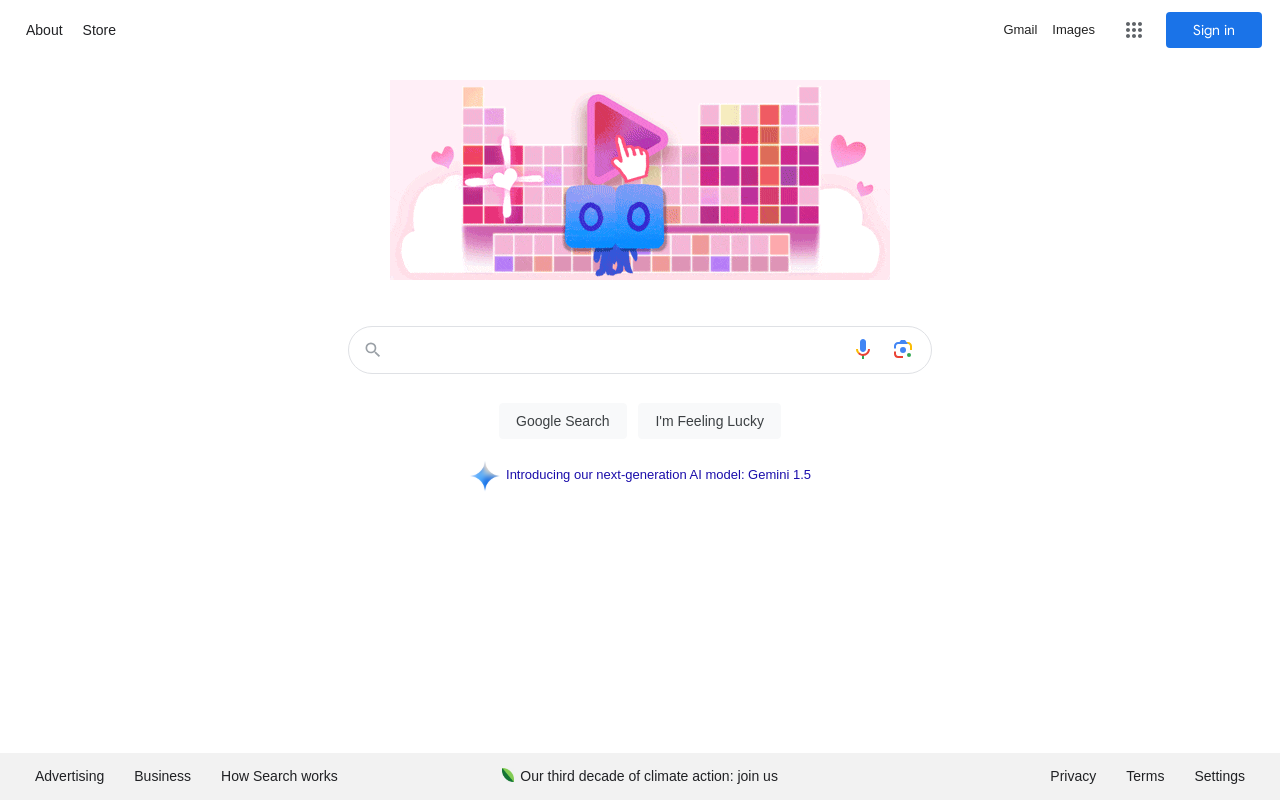 About Store Gmail Images Sign in
Google Search I'm Feeling Lucky
Introducing our next-generation AI model: Gemini 1.5
Advertising Business How Search works Our third decade of climate action: join us Privacy Terms Settings